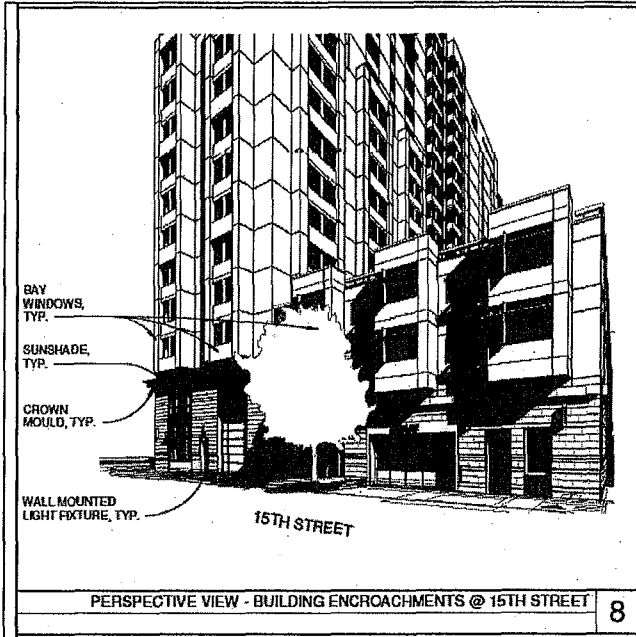 BAY
WINDOWS,
TYP.
SUNSHADE,
TYP.
CROWN
MOULD, TYP.
WALL MOUNTED
LIGHT FIXTURE, TYP.
15TH STREET
PERSPECTIVE VIEW - BUILDING ENCROACHMENTS @ 15TH STREET
8